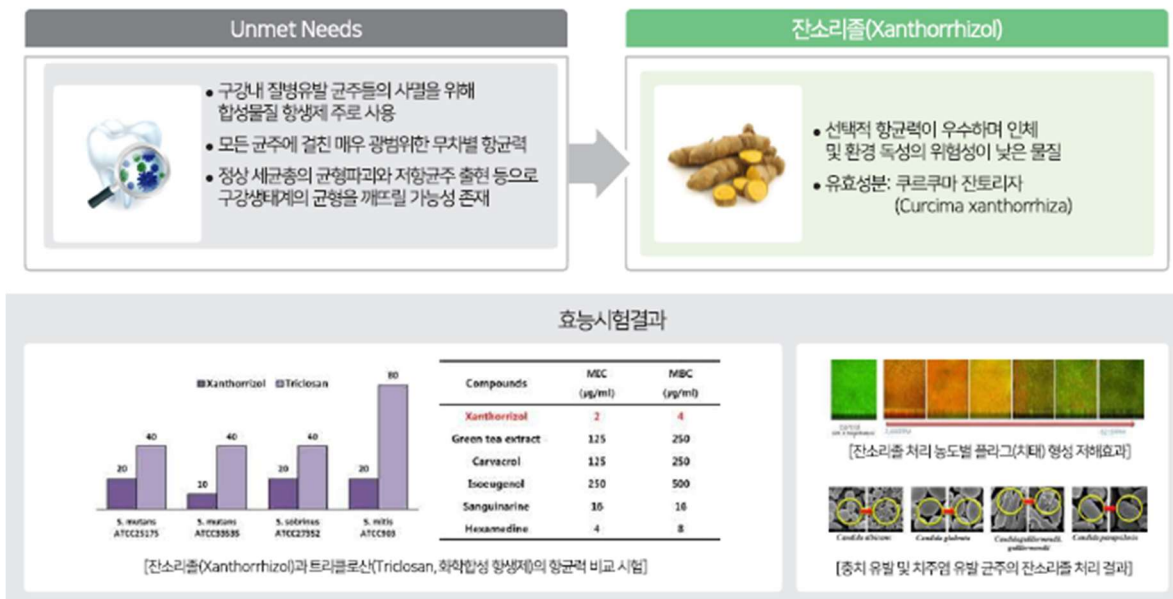 Unmet Needs
• 구강내 질병유발 균주들의 사멸을 위해
합성물질 항생제 주로 사용
• 모든 균주에 걸친 매우 광범위한 무차별 항균력
• 정상 세균총의 균형파괴와 저항균주 출현 등으로
구강생태계의 균형을 깨뜨릴 가능성 존재
잔소리졸(Xanthorrhizol)
• 선택적 항균력이 우수하며 인체
및 환경 독성의 위험성이 낮은 물질
• 유효성분: 쿠르쿠마 잔토리자
(Curcima xanthorrhiza)
효능시험결과
Xanthorrizol Triclosan
20 40 10 40 20 40 20 80
S. mutans ATCC25175
S. mutans
S. sobrinus
S. mitis ATCC903
Compounds MIC (μg/ml) MBC (μg/ml)
Xanthorrizol 2 4
Green tea extract 125 250
Carvacrol 125 250
Isoeugenol 250 500
Sanguinarine 16 16
Hexamedine 4 8
[잔소리졸(Xanthorrhizol)과 트리클로산(Triclosan, 화학합성 항생제)의 항균력 비교 시험]
[잔소리졸 처리 농도별 플라그(치태) 형성 저해효과]
Candida albicans
Candida glabrata
Candida parapsilosis
[충치 유발 및 치주염 유발 균주의 잔소리졸 처리 결과]